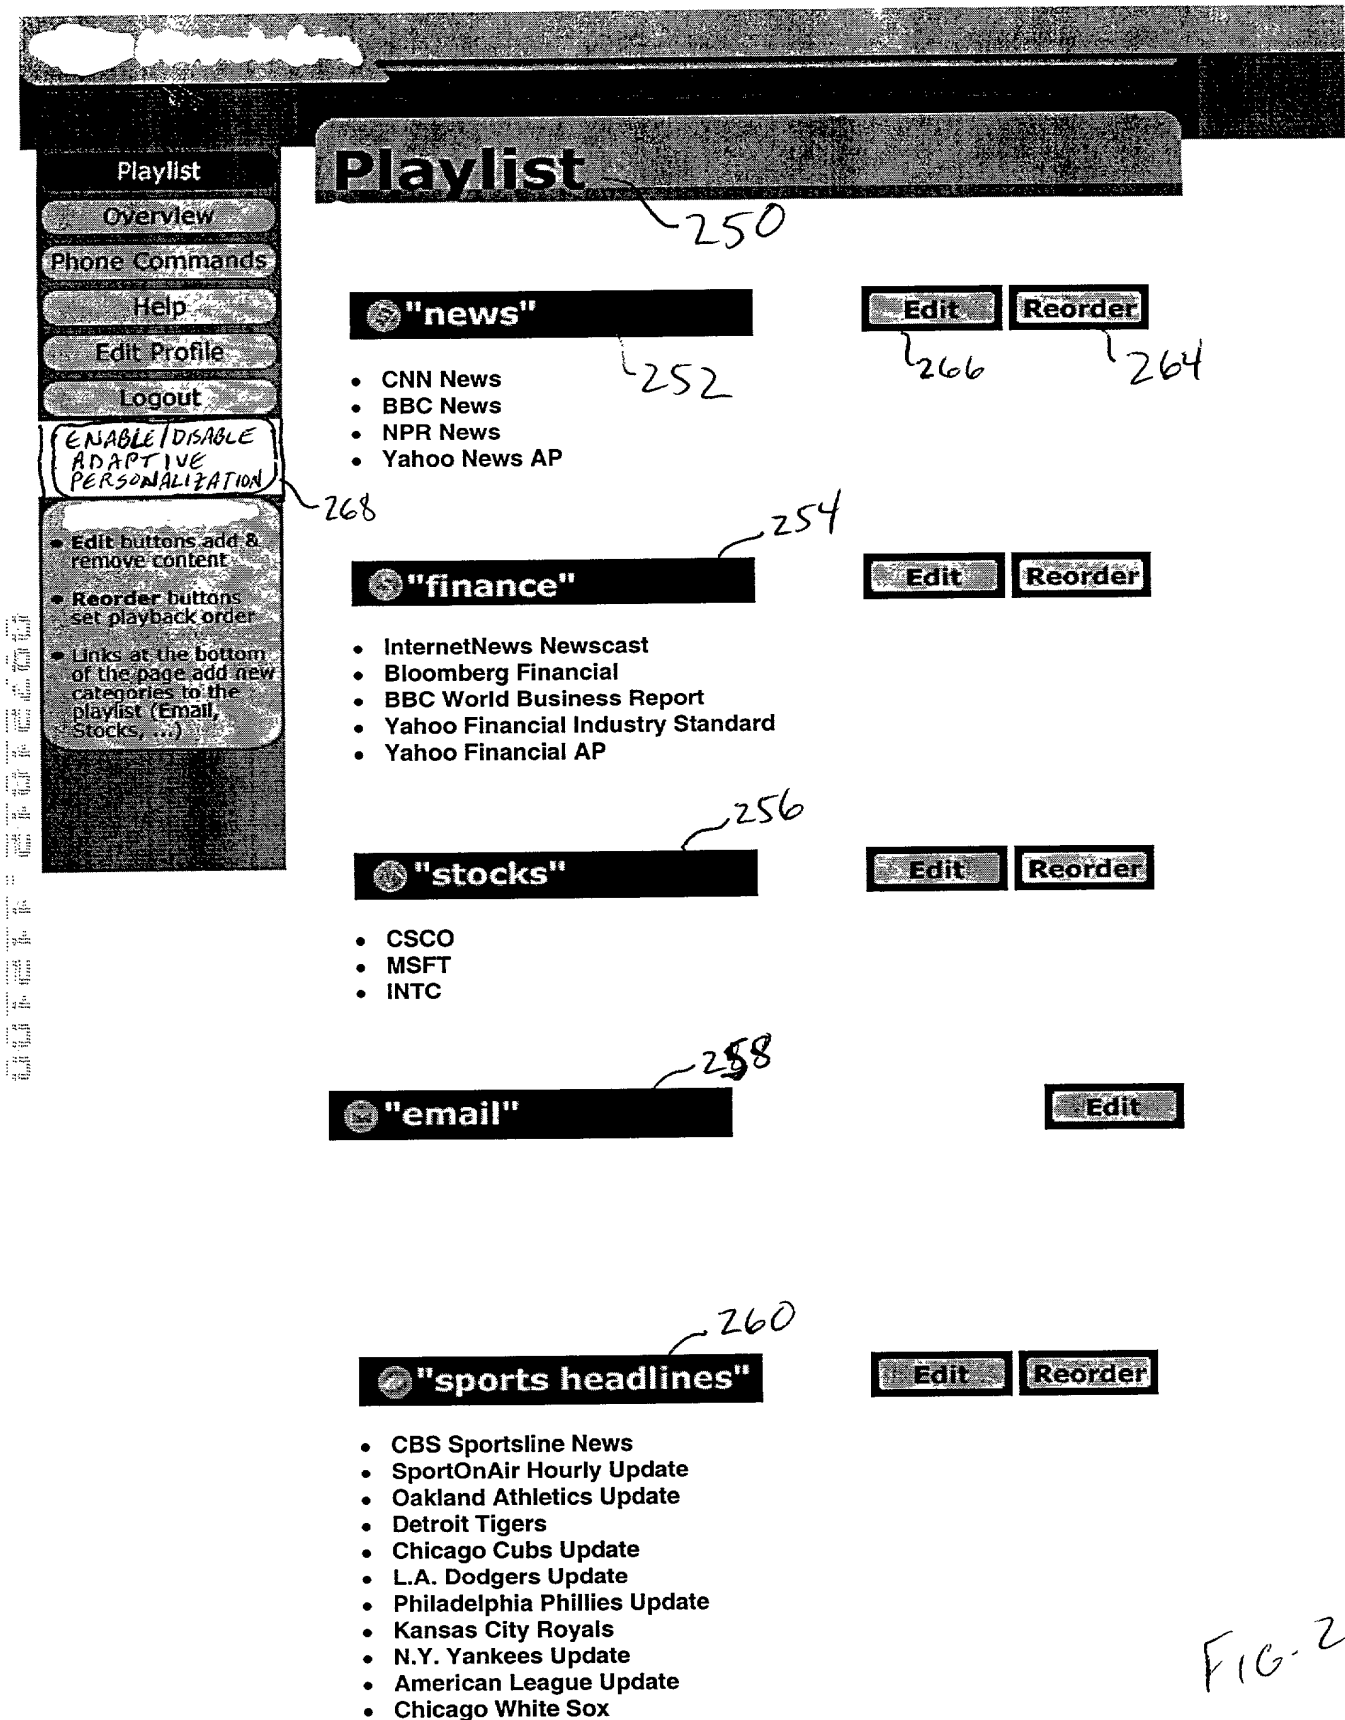 Playlist
Overview
Phone Commands
Help
Edit Profile
Logout
ENABLE/DISABLE
ADAPTIVE
PERSONALIZATION
268
• Edit buttons add &
remove content
• Reorder buttons
set playback order
• Links at the bottom
of the page add new
categories to the
playlist (Email,
Stocks, ...)
Playlist
250
"news"
252
Edit
266
Reorder
264
• CNN News
• BBC News
• NPR News
• Yahoo News AP
254
"finance"
Edit
Reorder
• InternetNews Newscast
• Bloomberg Financial
• BBC World Business Report
• Yahoo Financial Industry Standard
• Yahoo Financial AP
256
"stocks"
Edit
Reorder
• CSCO
• MSFT
• INTC
258
"email"
Edit
260
"sports headlines"
Edit
Reorder
• CBS Sportsline News
• SportOnAir Hourly Update
• Oakland Athletics Update
• Detroit Tigers
• Chicago Cubs Update
• L.A. Dodgers Update
• Philadelphia Phillies Update
• Kansas City Royals
• N.Y. Yankees Update
• American League Update
• Chicago White Sox
FIG. 2